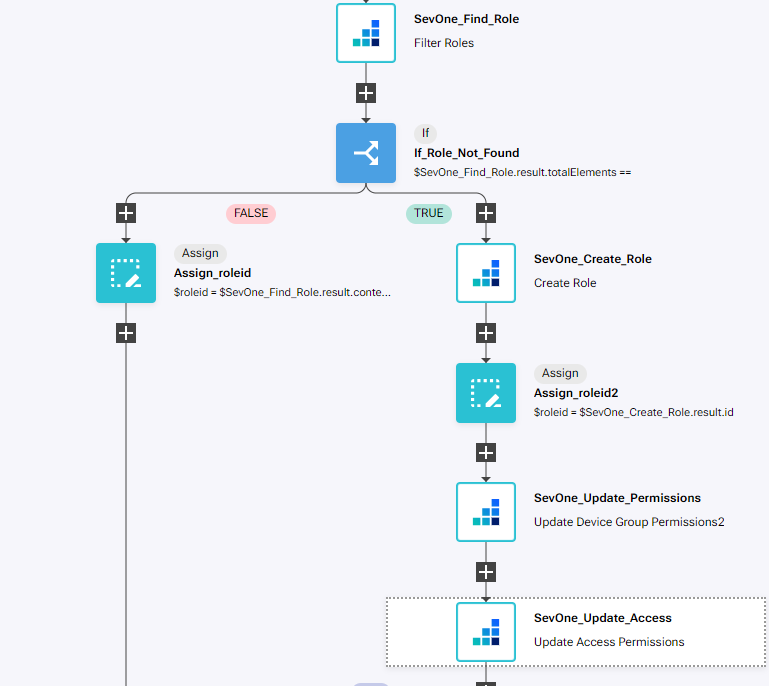 SevOne_Find_Role
Filter Roles
If
If_Role_Not_Found
$SevOne_Find_Role.result.totalElements ==
FALSE
TRUE
Assign
Assign_roleid
$roleid = $SevOne_Find_Role.result.conte...
SevOne_Create_Role
Create Role
Assign
Assign_roleid2
$roleid = $SevOne_Create_Role.result.id
SevOne_Update_Permissions
Update Device Group Permissions2
SevOne_Update_Access
Update Access Permissions